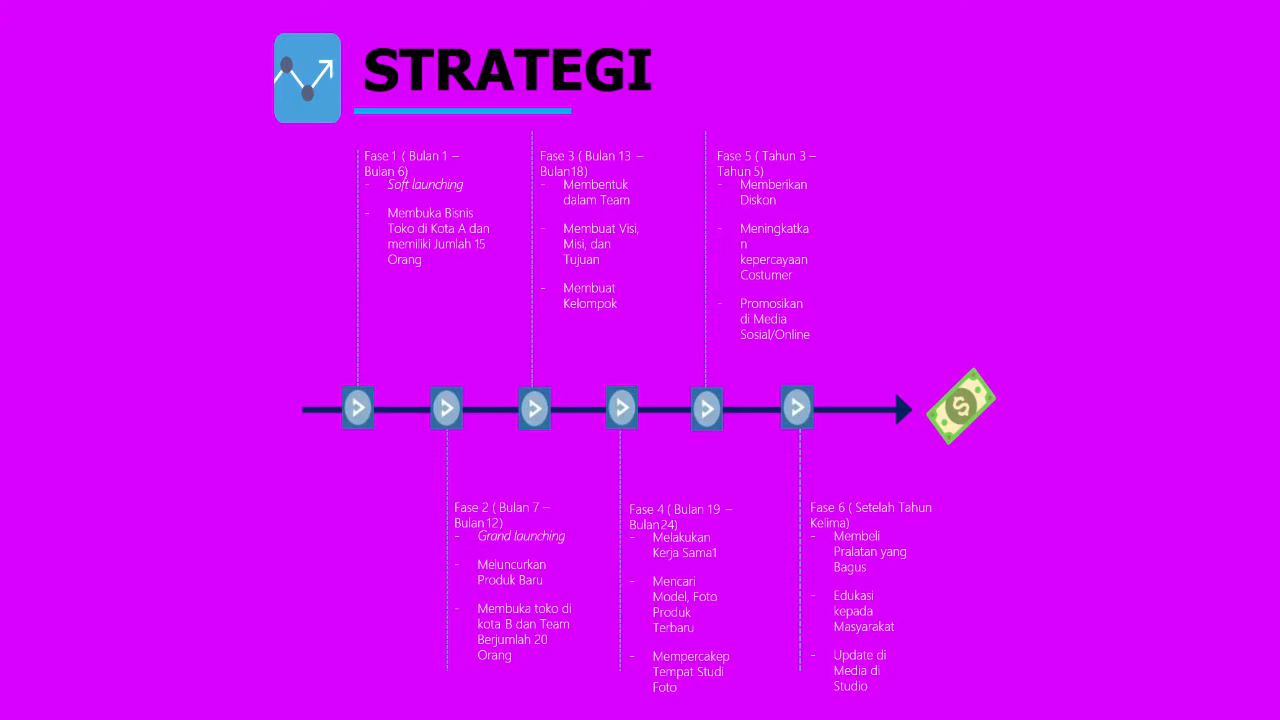 STRATEGI
Fase 1 ( Bulan 1 –
Bulan 6)
- Soft launching
- Membuka Bisnis
Toko di Kota A dan
memiliki Jumlah 15
Orang
Fase 3 ( Bulan 13 –
Bulan18)
- Membentuk
dalam Team
- Membuat Visi,
Misi, dan
Tujuan
- Membuat
Kelompok
Fase 5 ( Tahun 3 –
Tahun 5)
- Memberikan
Diskon
- Meningkatka
n
kepercayaan
Costumer
- Promosikan
di Media
Sosial/Online
Fase 2 ( Bulan 7 –
Bulan12)
- Grand launching
- Meluncurkan
Produk Baru
- Membuka toko di
kota B dan Team
Berjumlah 20
Orang
Fase 4 ( Bulan 19 –
Bulan24)
- Melakukan
Kerja Sama1
- Mencari
Model, Foto
Produk
Terbaru
- Mempercakep
Tempat Studi
Foto
Fase 6 ( Setelah Tahun
Kelima)
- Membeli
Pralatan yang
Bagus
- Edukasi
kepada
Masyarakat
- Update di
Media di
Studio